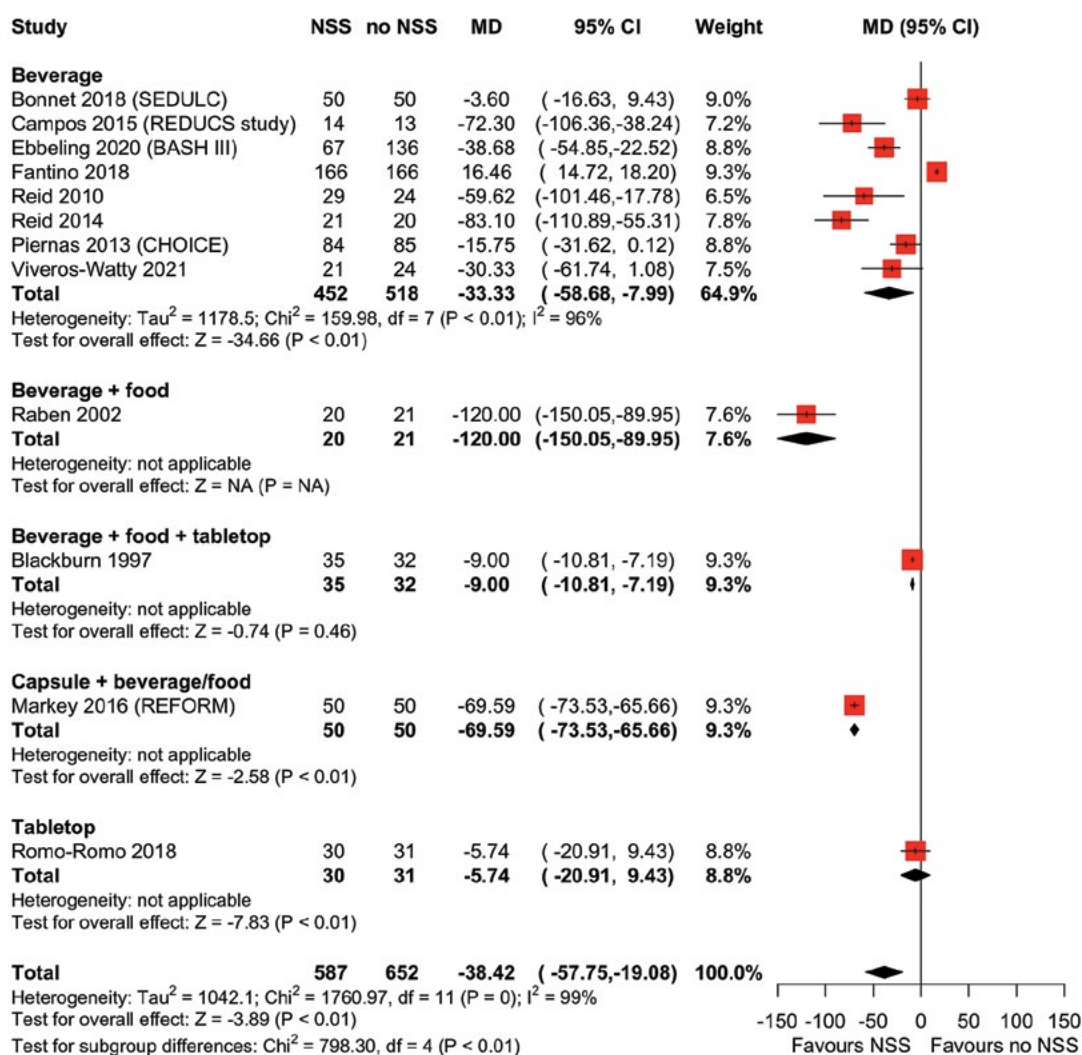 Study NSS no NSS MD 95% CI Weight MD (95% CI)
Beverage
Bonnet 2018 (SEDULC) 50 50 -3.60 ( -16.63, 9.43) 9.0%
Campos 2015 (REDUCS study) 14 13 -72.30 (-106.36,-38.24) 7.2%
Ebbeling 2020 (BASH III) 67 136 -38.68 ( -54.85,-22.52) 8.8%
Fantino 2018 166 166 16.46 ( 14.72, 18.20) 9.3%
Reid 2010 29 24 -59.62 (-101.46,-17.78) 6.5%
Reid 2014 21 20 -83.10 (-110.89,-55.31) 7.8%
Piernas 2013 (CHOICE) 84 85 -15.75 ( -31.62, 0.12) 8.8%
Viveros-Watty 2021 21 24 -30.33 ( -61.74, 1.08) 7.5%
Total 452 518 -33.33 ( -58.68, -7.99) 64.9%
Heterogeneity: Tau² = 1178.5; Chi² = 159.98, df = 7 (P < 0.01); I² = 96%
Test for overall effect: Z = -34.66 (P < 0.01)
Beverage + food
Raben 2002 20 21 -120.00 (-150.05,-89.95) 7.6%
Total 20 21 -120.00 (-150.05,-89.95) 7.6%
Heterogeneity: not applicable
Test for overall effect: Z = NA (P = NA)
Beverage + food + tabletop
Blackburn 1997 35 32 -9.00 ( -10.81, -7.19) 9.3%
Total 35 32 -9.00 ( -10.81, -7.19) 9.3%
Heterogeneity: not applicable
Test for overall effect: Z = -0.74 (P = 0.46)
Capsule + beverage/food
Markey 2016 (REFORM) 50 50 -69.59 ( -73.53,-65.66) 9.3%
Total 50 50 -69.59 ( -73.53,-65.66) 9.3%
Heterogeneity: not applicable
Test for overall effect: Z = -2.58 (P < 0.01)
Tabletop
Romo-Romo 2018 30 31 -5.74 ( -20.91, 9.43) 8.8%
Total 30 31 -5.74 ( -20.91, 9.43) 8.8%
Heterogeneity: not applicable
Test for overall effect: Z = -7.83 (P < 0.01)
Total 587 652 -38.42 ( -57.75,-19.08) 100.0%
Heterogeneity: Tau² = 1042.1; Chi² = 1760.97, df = 11 (P = 0); I² = 99%
Test for overall effect: Z = -3.89 (P < 0.01)
Test for subgroup differences: Chi² = 798.30, df = 4 (P < 0.01)
-150 -100 -50 0 50 100 150
Favours NSS Favours no NSS